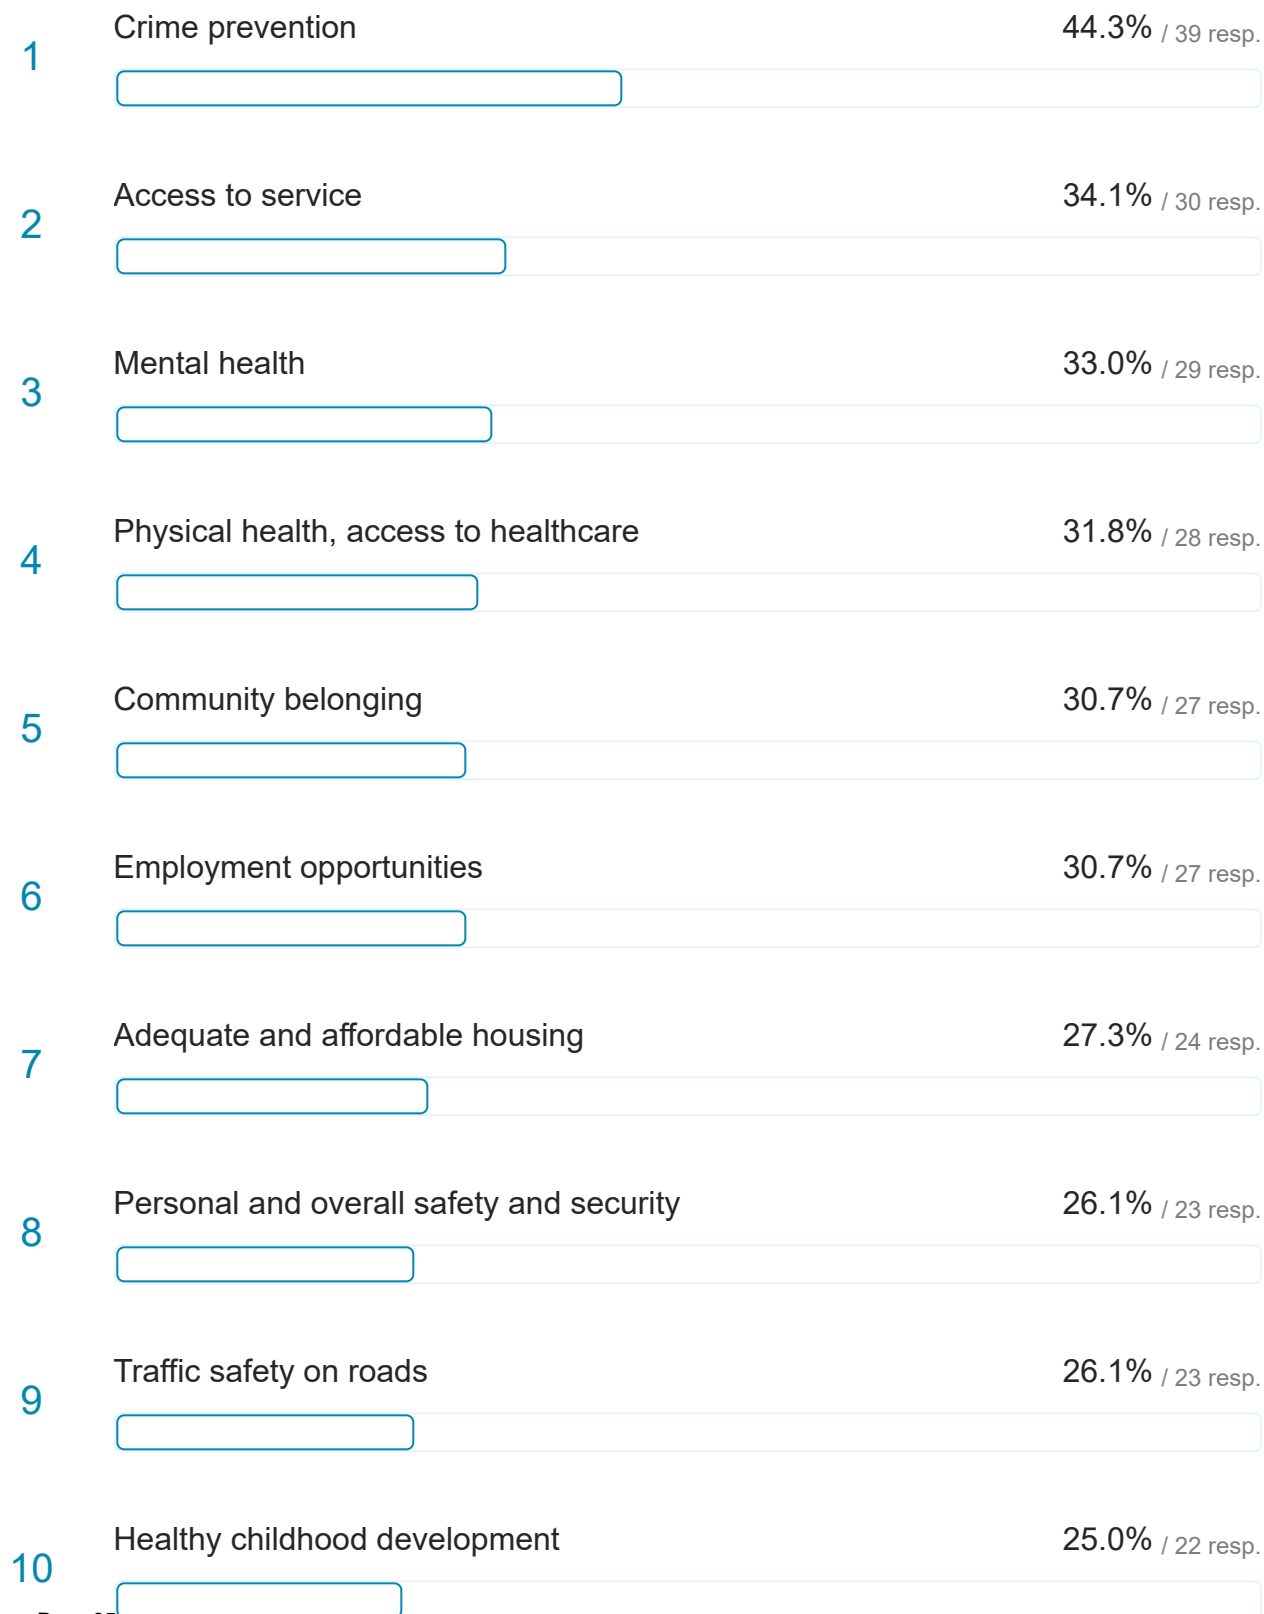 1
Crime prevention 44.3% / 39 resp.
2
Access to service 34.1% / 30 resp.
3
Mental health 33.0% / 29 resp.
4
Physical health, access to healthcare 31.8% / 28 resp.
5
Community belonging 30.7% / 27 resp.
6
Employment opportunities 30.7% / 27 resp.
7
Adequate and affordable housing 27.3% / 24 resp.
8
Personal and overall safety and security 26.1% / 23 resp.
9
Traffic safety on roads 26.1% / 23 resp.
10
Healthy childhood development 25.0% / 22 resp.